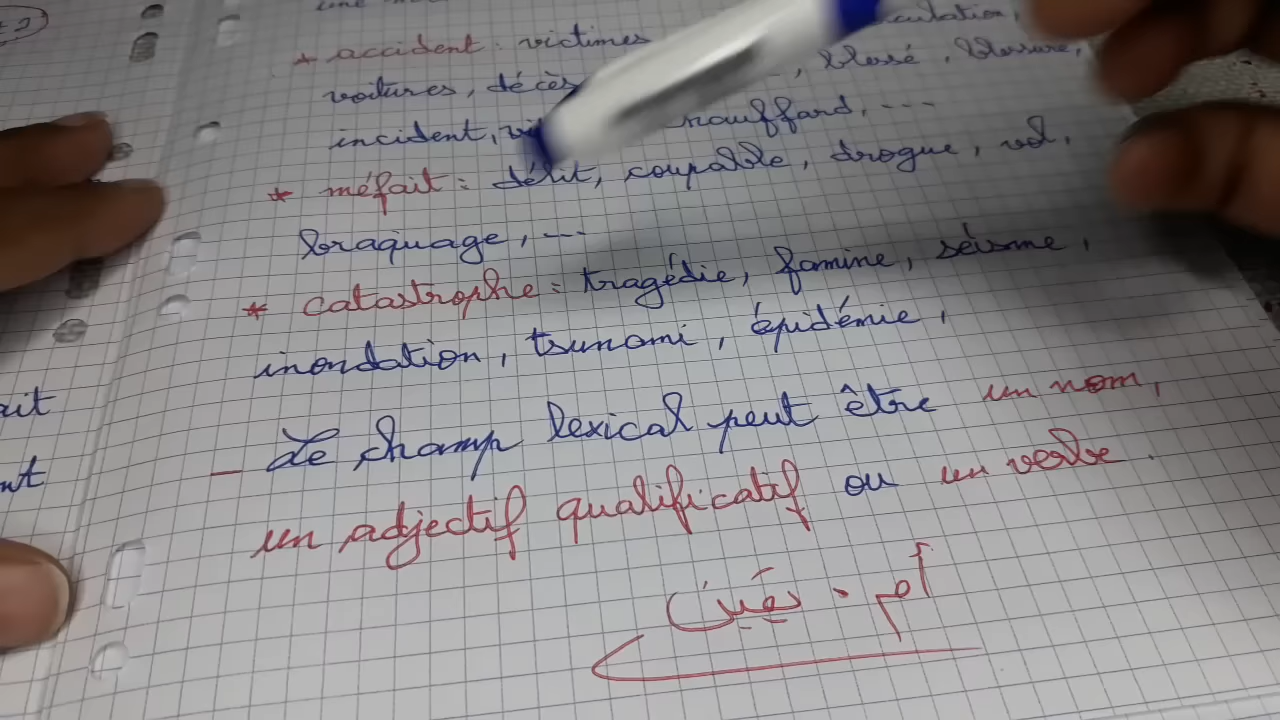 * accident : victimes
voitures, décès , blessé, blessure,
incident, chauffard, ...
* méfait : délit, coupable, drogue, vol,
braquage, ...
* catastrophe : tragédie, famine, séisme,
inondation, tsunami, épidémie,
- Le champ lexical peut être un nom,
un adjectif qualificatif ou un verbe.
أم . يقين